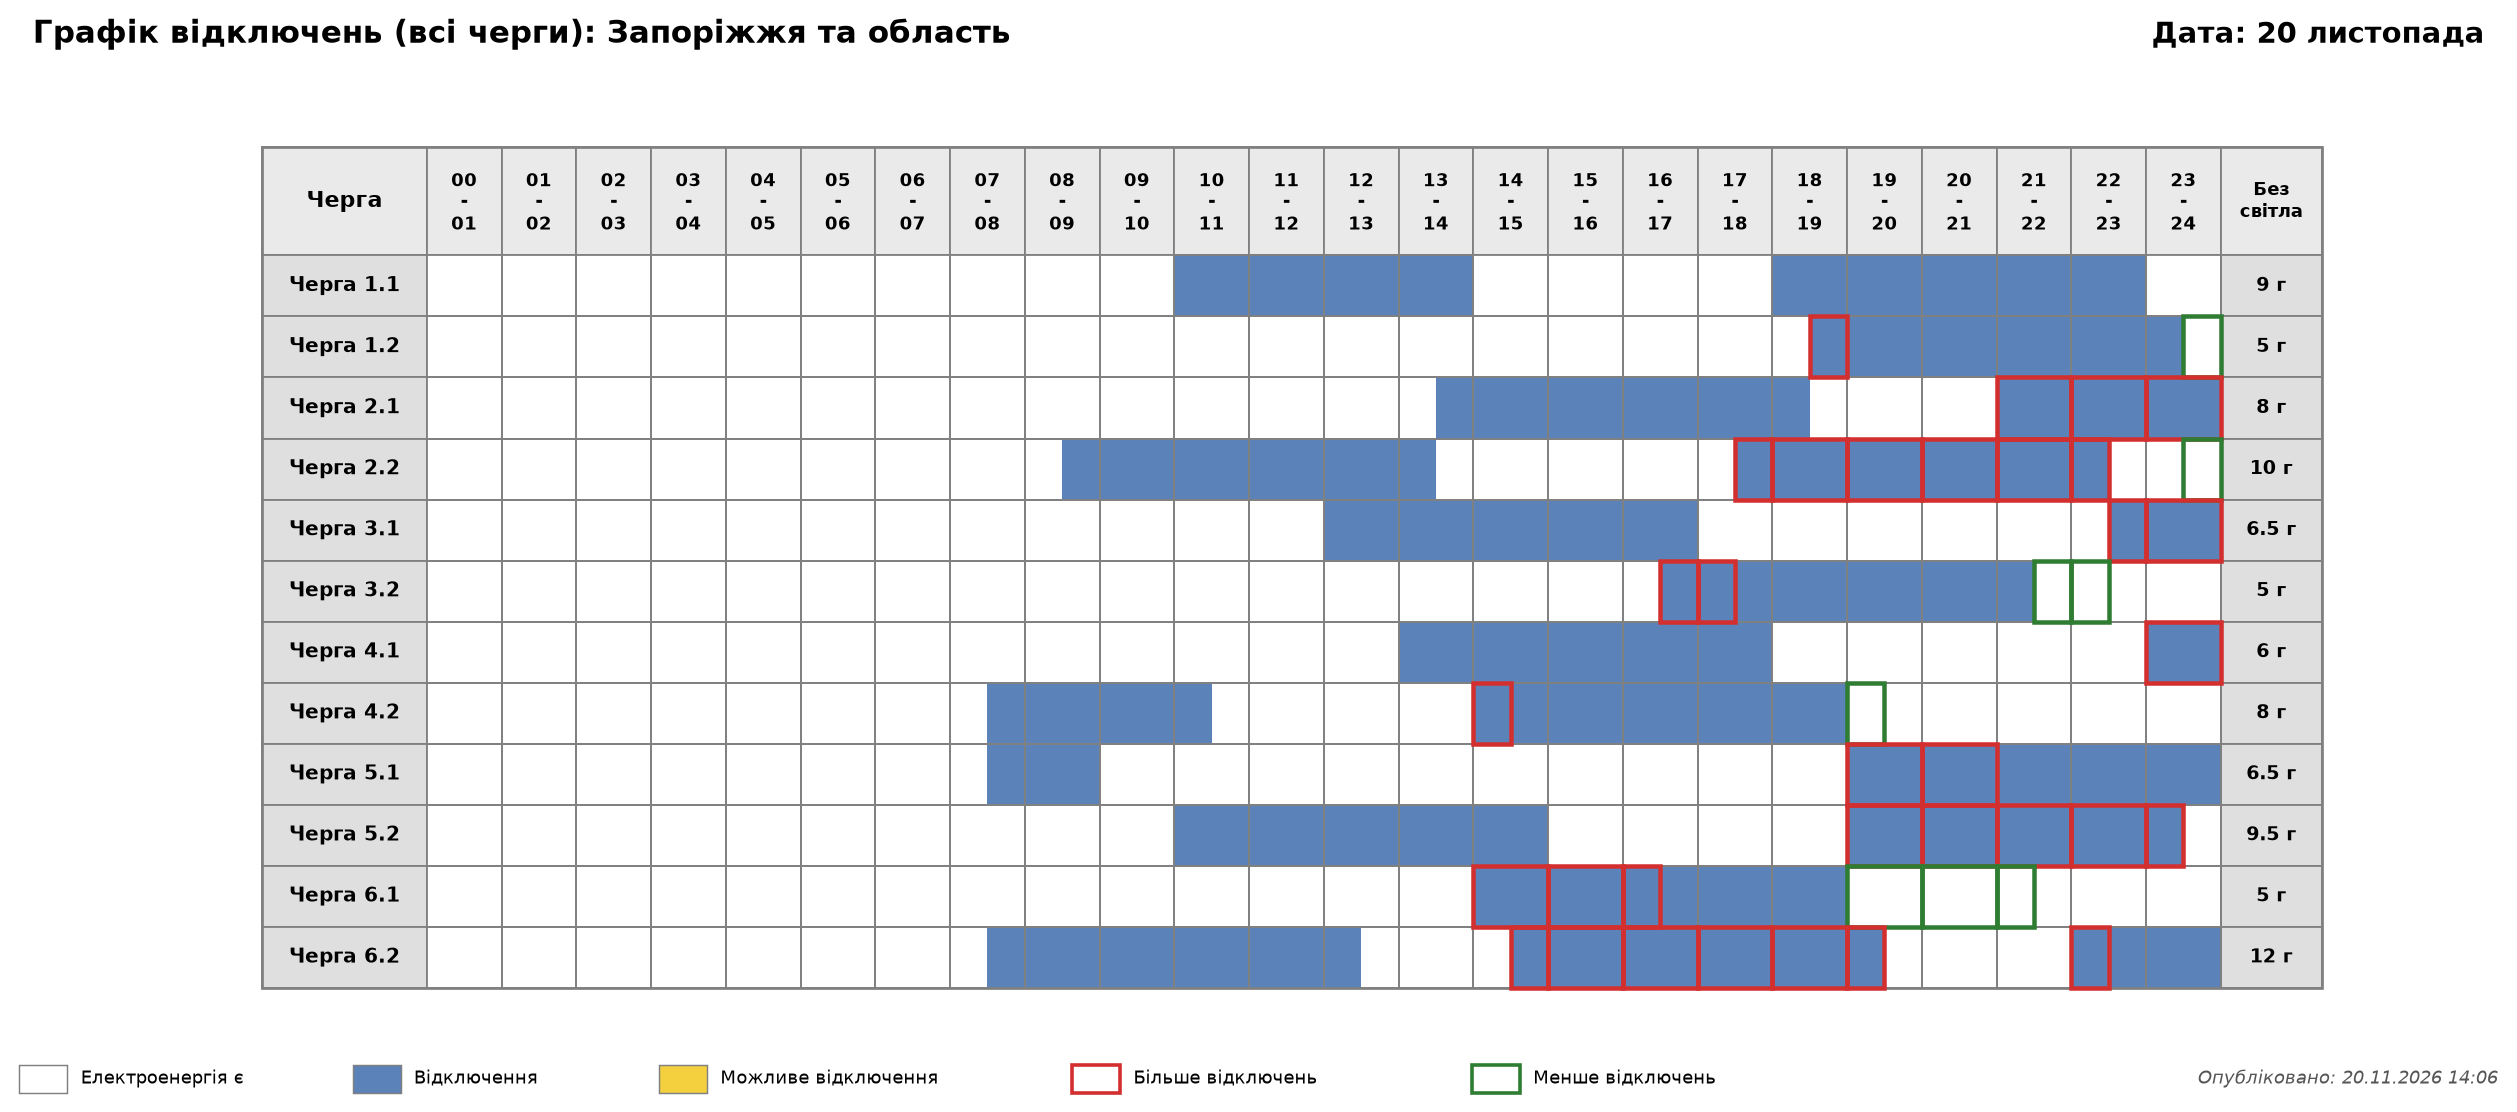 Графік відключень (всі черги): Запоріжжя та область
Дата: 20 листопада
Черга
00 - 01
01 - 02
02 - 03
03 - 04
04 - 05
05 - 06
06 - 07
07 - 08
08 - 09
09 - 10
10 - 11
11 - 12
12 - 13
13 - 14
14 - 15
15 - 16
16 - 17
17 - 18
18 - 19
19 - 20
20 - 21
21 - 22
22 - 23
23 - 24
Без світла
Черга 1.1 9 г
Черга 1.2 5 г
Черга 2.1 8 г
Черга 2.2 10 г
Черга 3.1 6.5 г
Черга 3.2 5 г
Черга 4.1 6 г
Черга 4.2 8 г
Черга 5.1 6.5 г
Черга 5.2 9.5 г
Черга 6.1 5 г
Черга 6.2 12 г
Електроенергія є
Відключення
Можливе відключення
Більше відключень
Менше відключень
Опубліковано: 20.11.2026 14:06